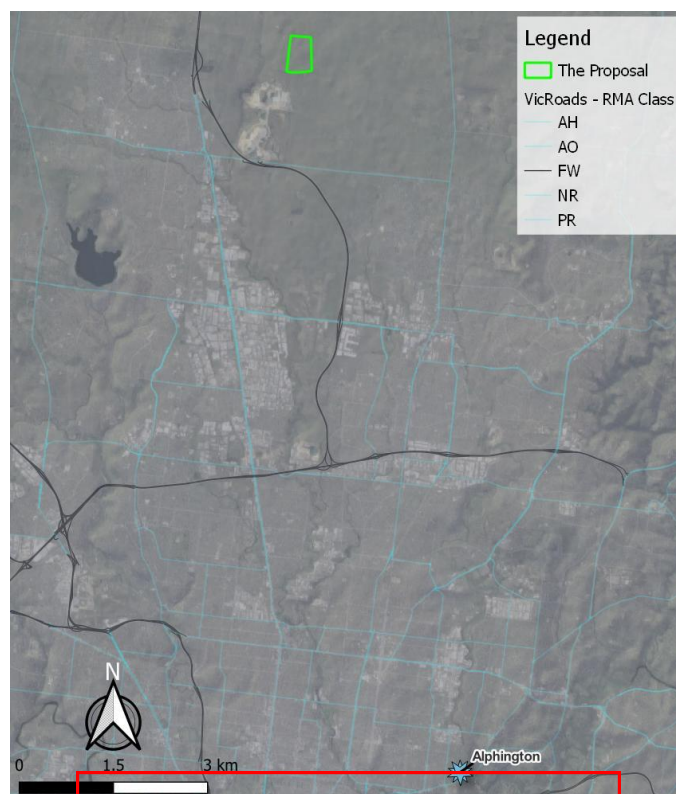 Legend
The Proposal
VicRoads - RMA Class
AH
AO
FW
NR
PR
N
0 1.5 3 km
Alphington